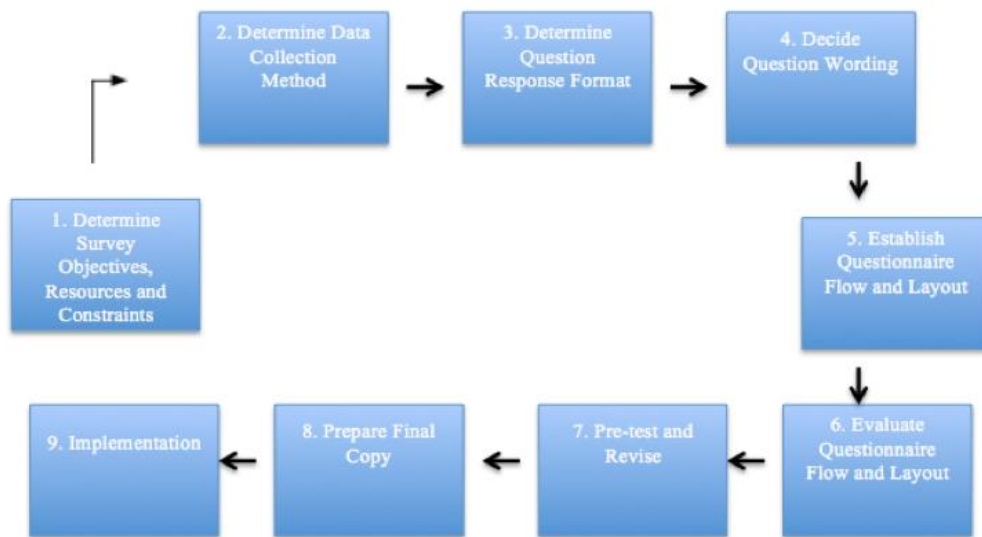 2. Determine Data
Collection
Method
3. Determine
Question
Response Format
4. Decide
Question Wording
1. Determine
Survey
Objectives,
Resources and
Constraints
5. Establish
Questionnaire
Flow and Layout
6. Evaluate
Questionnaire
Flow and Layout
7. Pre-test and
Revise
8. Prepare Final
Copy
9. Implementation